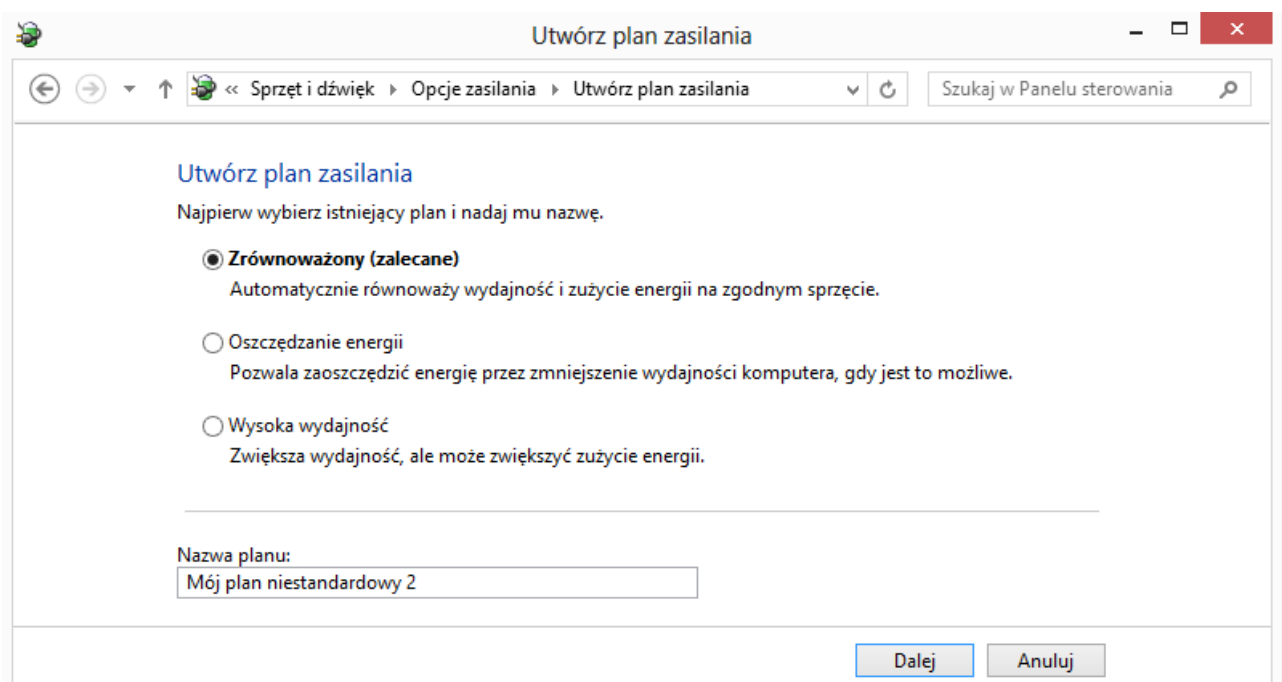 Utwórz plan zasilania
« Sprzęt i dźwięk ▸ Opcje zasilania ▸ Utwórz plan zasilania
Szukaj w Panelu sterowania
Utwórz plan zasilania
Najpierw wybierz istniejący plan i nadaj mu nazwę.
Zrównoważony (zalecane)
Automatycznie równoważy wydajność i zużycie energii na zgodnym sprzęcie.
Oszczędzanie energii
Pozwala zaoszczędzić energię przez zmniejszenie wydajności komputera, gdy jest to możliwe.
Wysoka wydajność
Zwiększa wydajność, ale może zwiększyć zużycie energii.
Nazwa planu:
Mój plan niestandardowy 2
Dalej
Anuluj